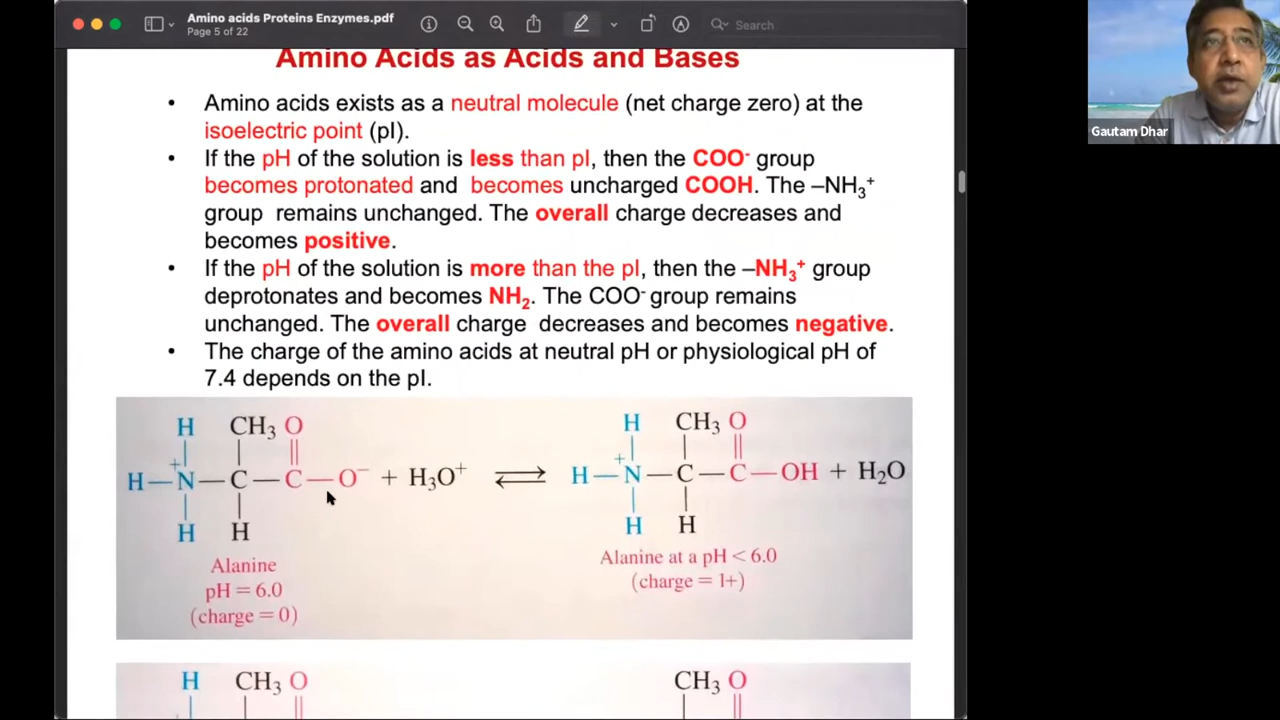 Amino acids Proteins Enzymes.pdf
Page 5 of 22
Search
Gautam Dhar
Amino Acids as Acids and Bases
• Amino acids exists as a neutral molecule (net charge zero) at the
isoelectric point (pI).
• If the pH of the solution is less than pI, then the COO⁻ group
becomes protonated and becomes uncharged COOH. The –NH₃⁺
group remains unchanged. The overall charge decreases and
becomes positive.
• If the pH of the solution is more than the pI, then the –NH₃⁺ group
deprotonates and becomes NH₂. The COO⁻ group remains
unchanged. The overall charge decreases and becomes negative.
• The charge of the amino acids at neutral pH or physiological pH of
7.4 depends on the pI.
H CH₃ O
H—N⁺—C—C—O⁻ + H₃O⁺ ⇌
H H
Alanine
pH = 6.0
(charge = 0)
H CH₃ O
H—N⁺—C—C—OH + H₂O
H H
Alanine at a pH < 6.0
(charge = 1+)
H CH₃ O
CH₃ O